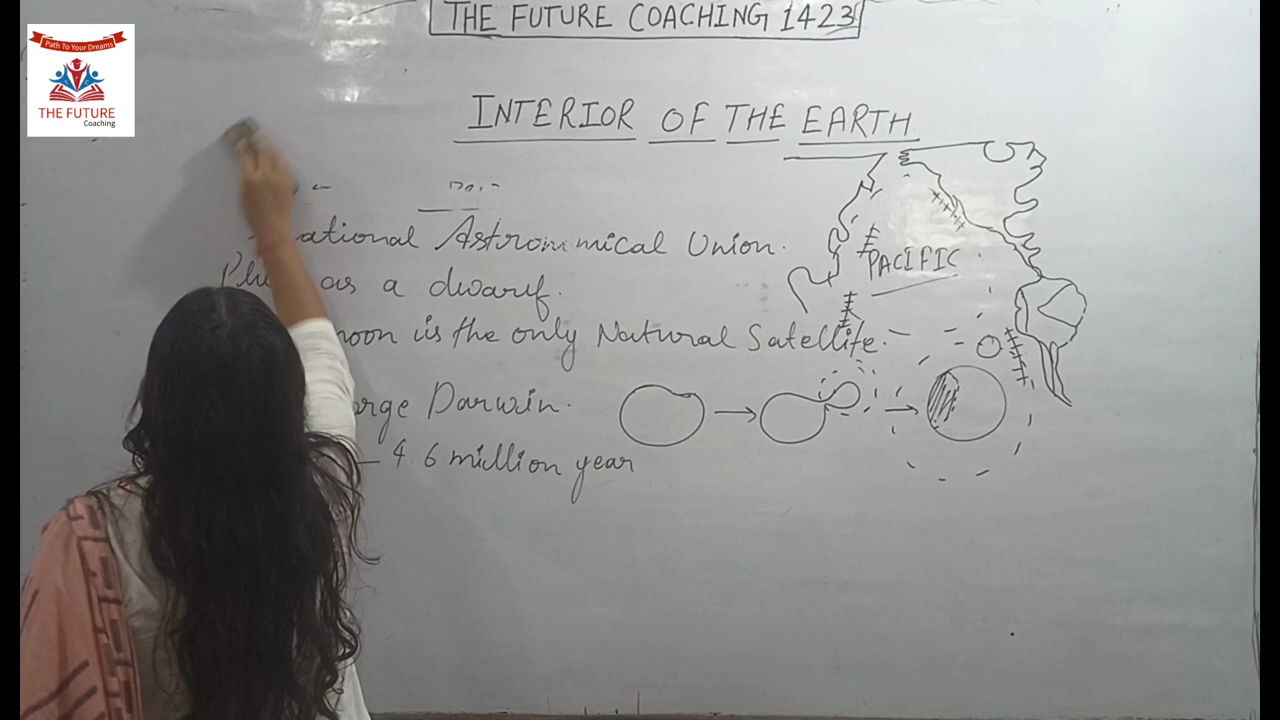 THE FUTURE COACHING 1423
Path To Your Dreams
THE FUTURE
Coaching
INTERIOR OF THE EARTH
ational Astronomical Union.
as a dwarf.
moon is the only Natural Satellite.
PACIFIC
rge Darwin.
4.6 million year